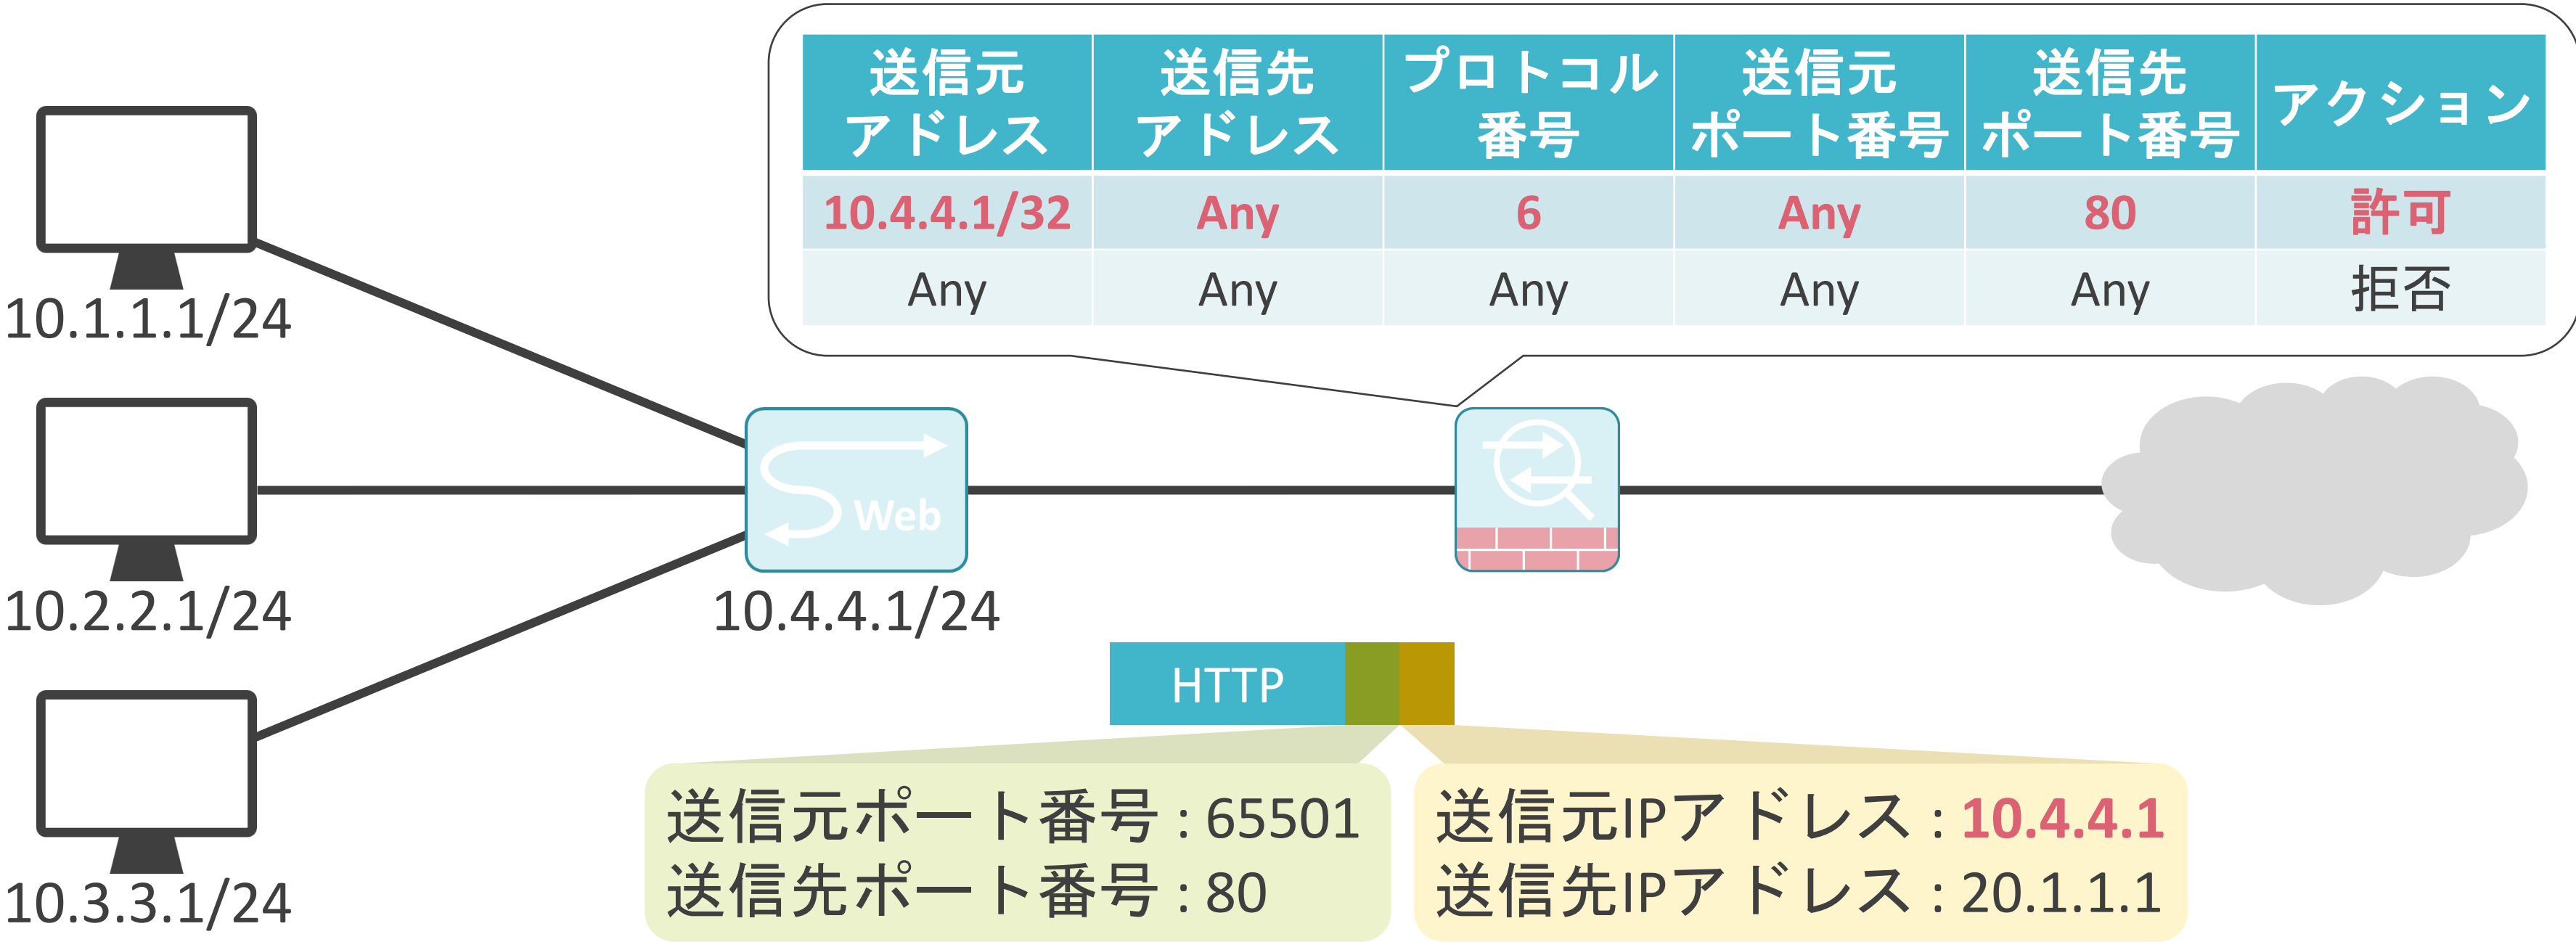 送信元 送信先 プロトコル 送信元 送信先 アクション
アドレス アドレス 番号 ポート番号 ポート番号
10.4.4.1/32 Any 6 Any 80 許可
Any Any Any Any Any 拒否
10.1.1.1/24
Web
10.2.2.1/24
10.4.4.1/24
HTTP
送信元ポート番号 : 65501
送信先ポート番号 : 80
送信元IPアドレス : 10.4.4.1
送信先IPアドレス : 20.1.1.1
10.3.3.1/24